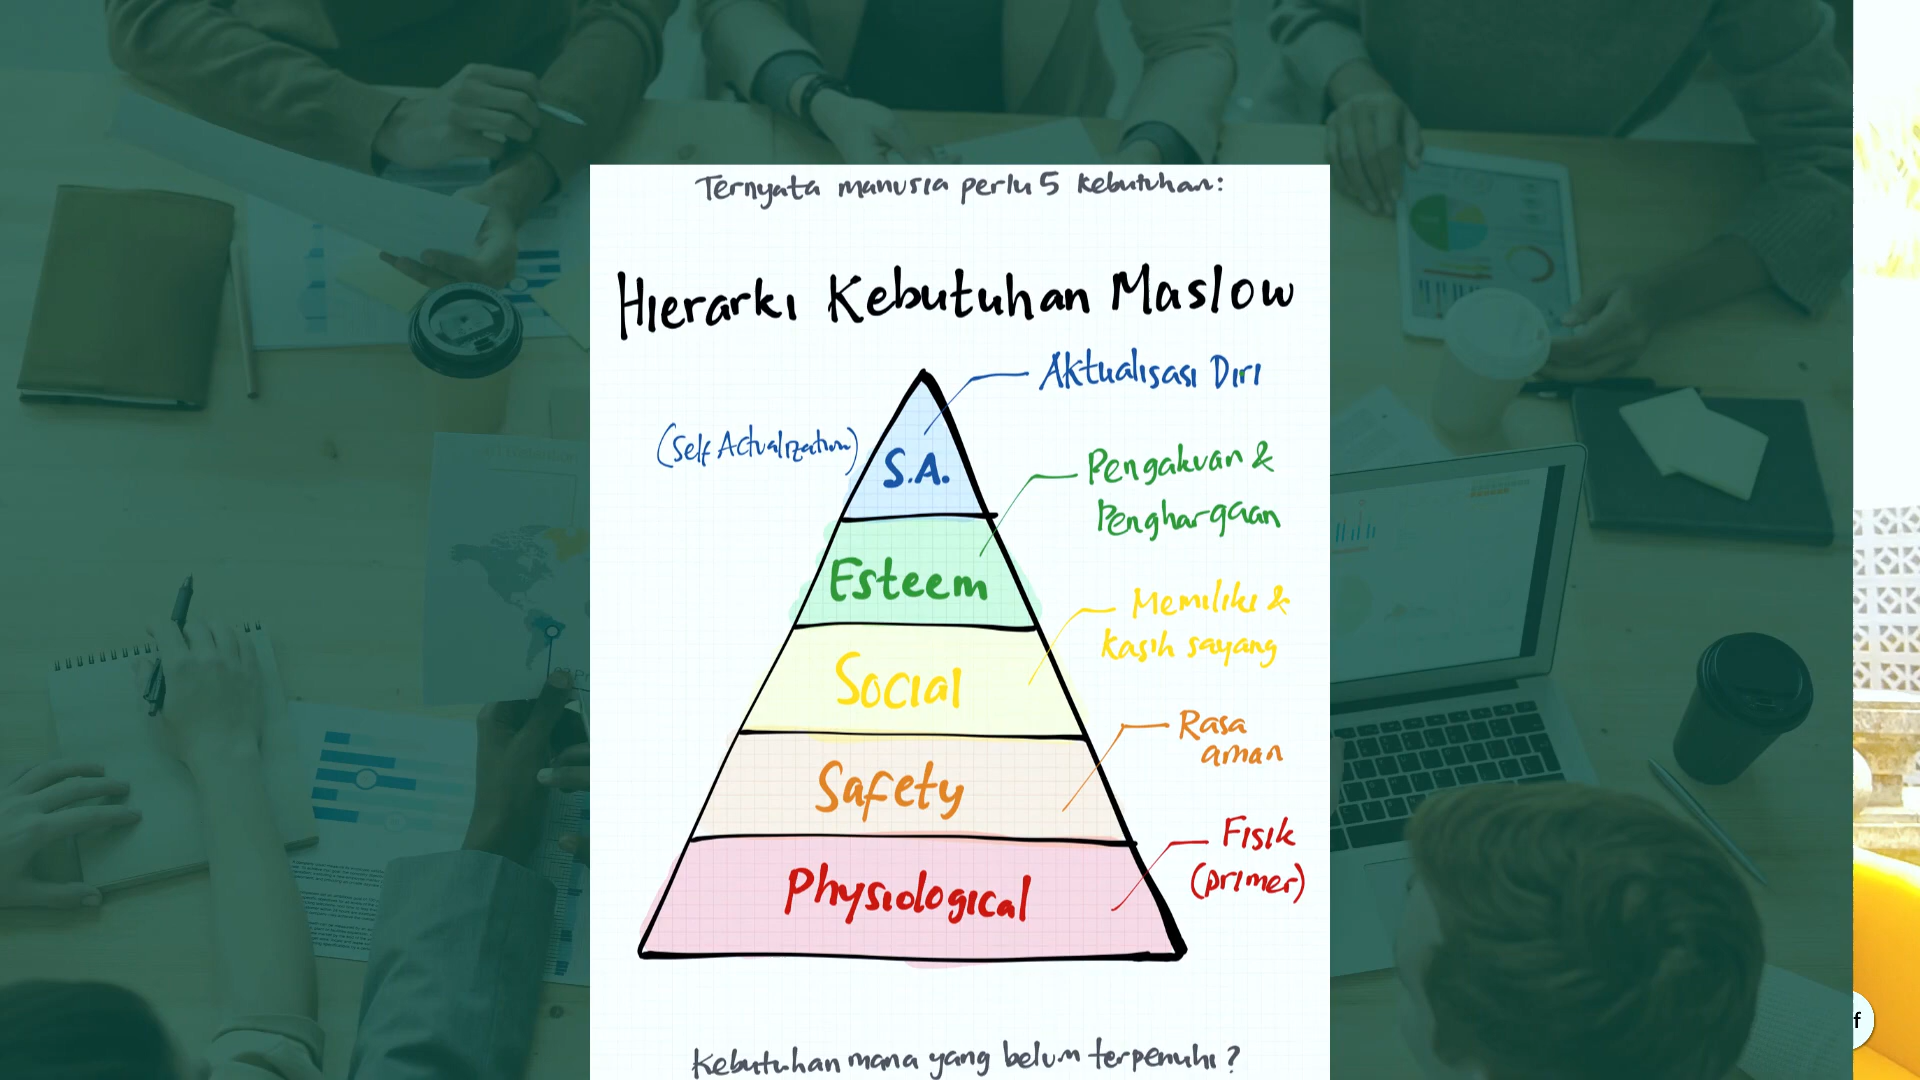 Ternyata manusia perlu 5 kebutuhan:
Hierarki Kebutuhan Maslow
Aktualisasi Diri
(Self Actualization)
S.A.
Pengakuan &
Penghargaan
Esteem
Memiliki &
kasih sayang
Social
Rasa
aman
Safety
Fisik
(primer)
Physiological
Kebutuhan mana yang belum terpenuhi ?
f